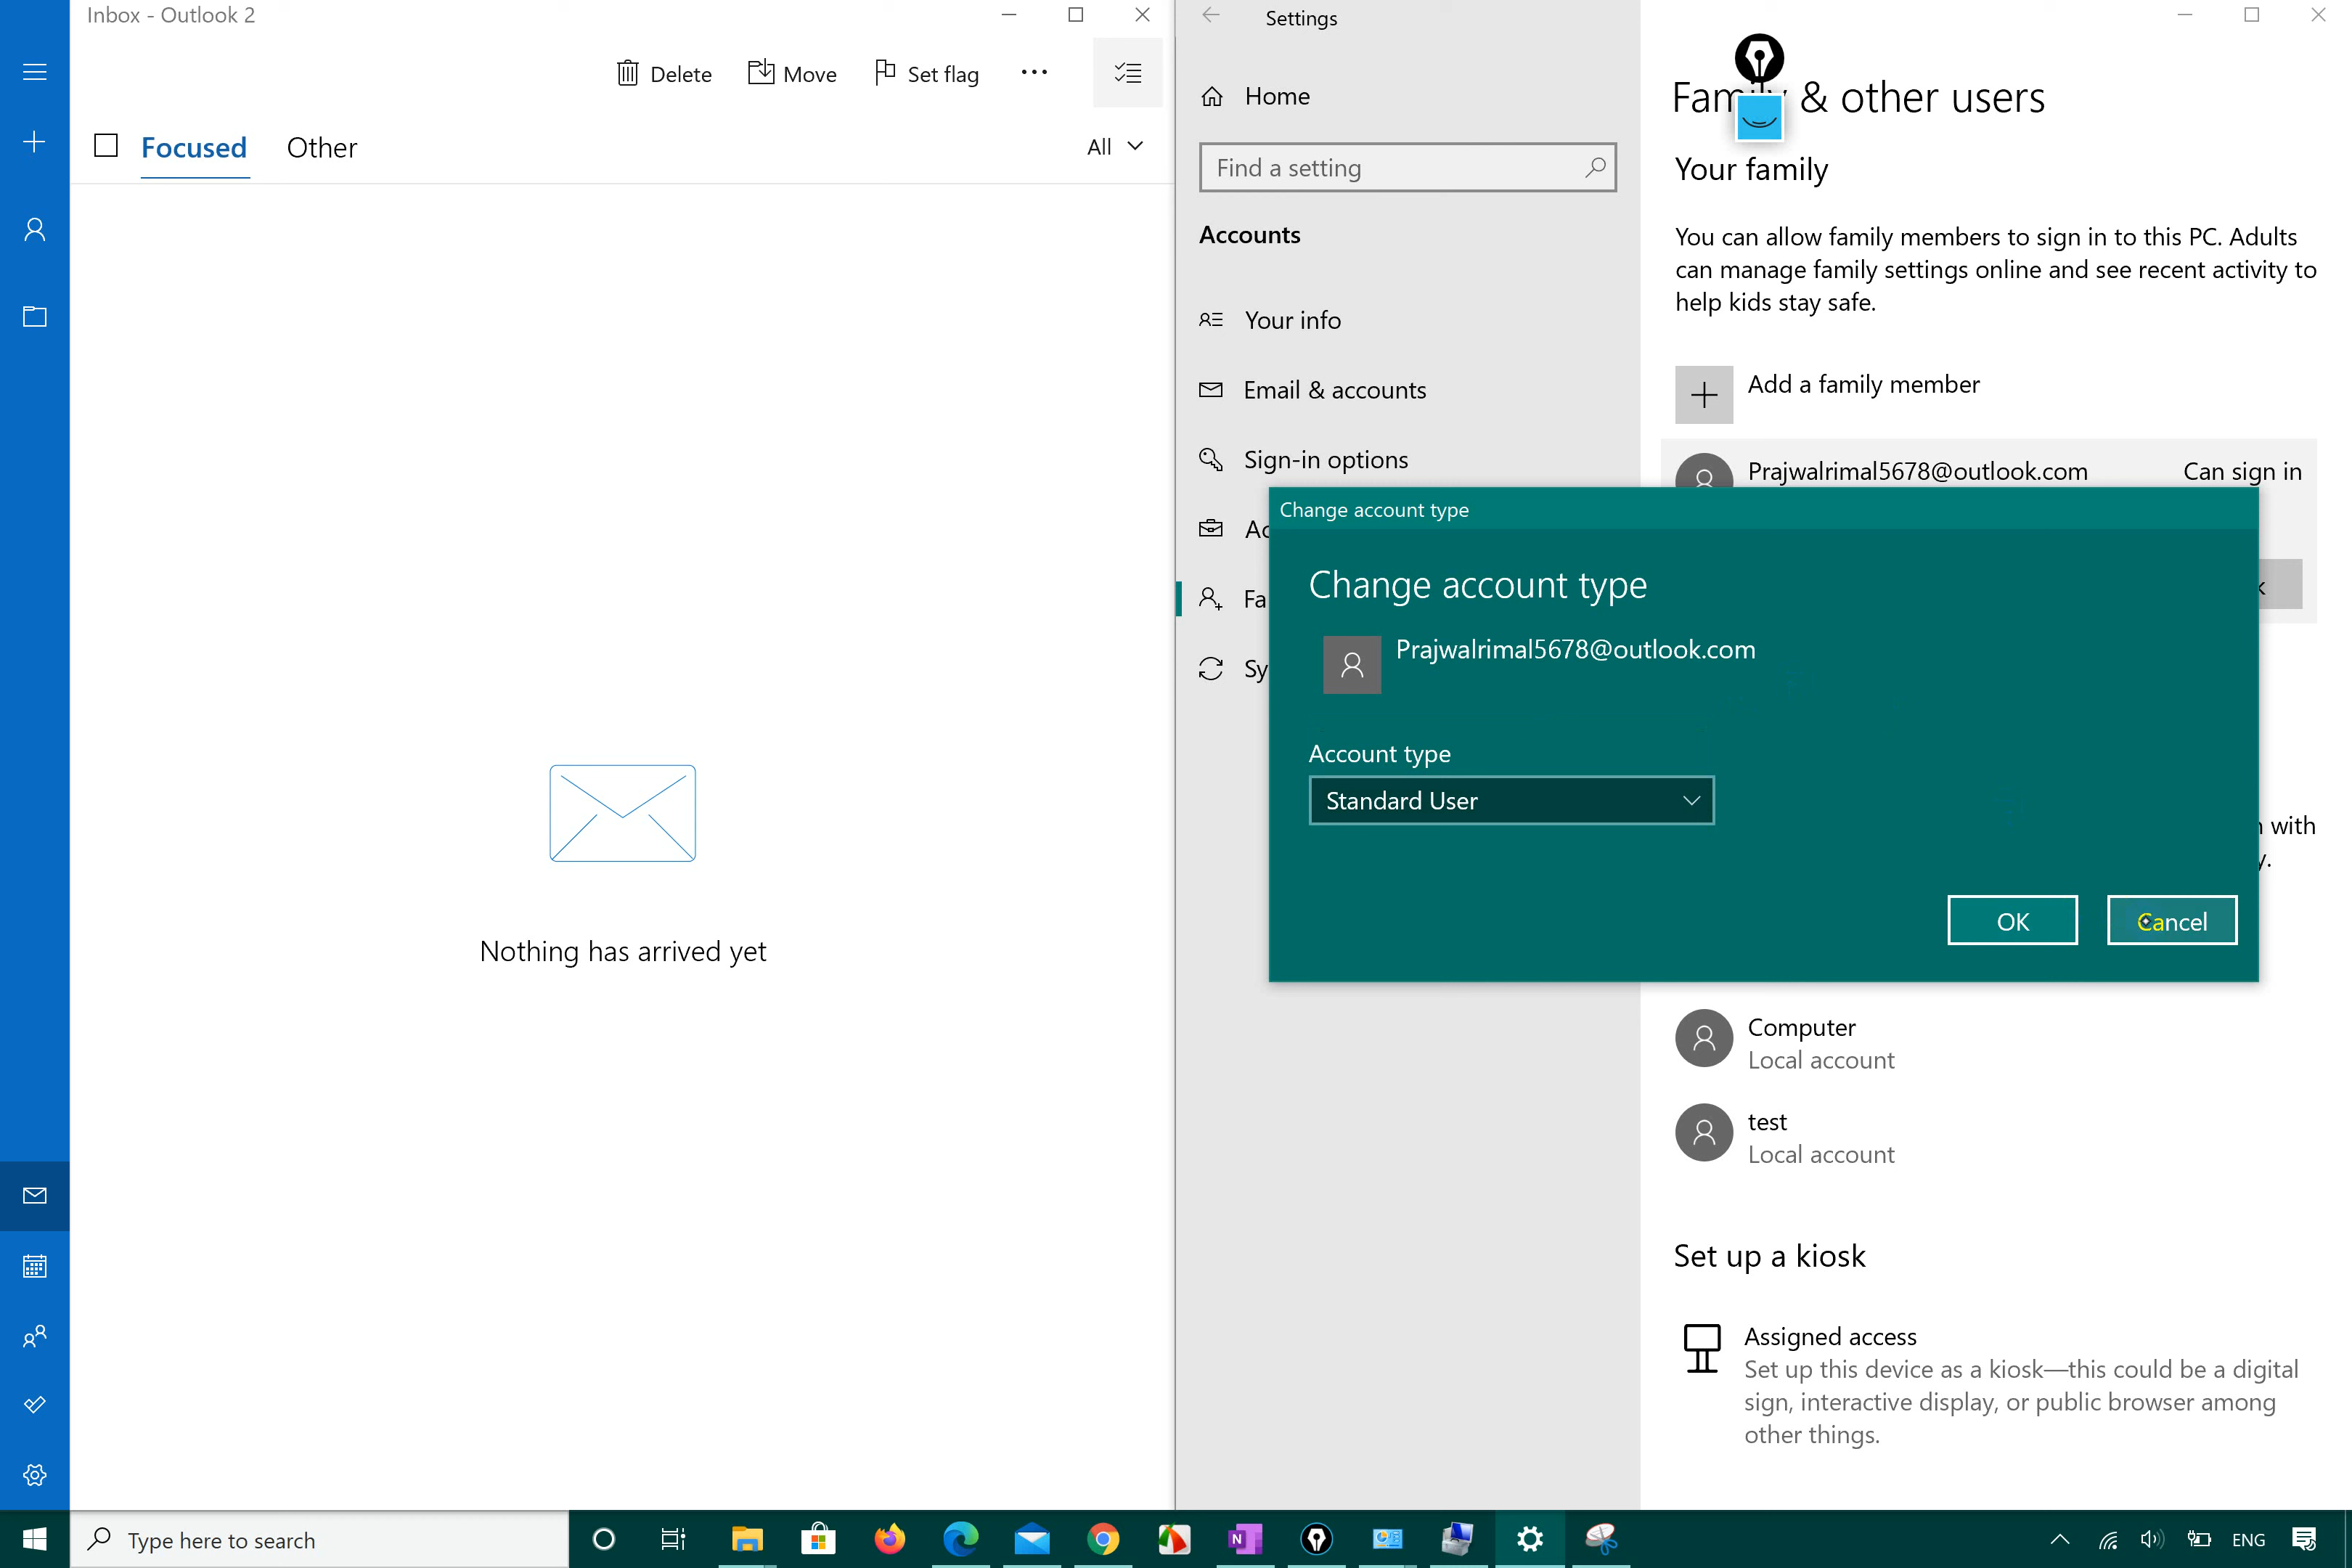 Inbox - Outlook 2
Delete
Move
Set flag
Focused
Other
All
Nothing has arrived yet
Settings
Home
Find a setting
Accounts
Your info
Email & accounts
Sign-in options
Ac
Fa
Sy
Family & other users
Your family
You can allow family members to sign in to this PC. Adults
can manage family settings online and see recent activity to
help kids stay safe.
Add a family member
Prajwalrimal5678@outlook.com
Can sign in
Change account type
Change account type
Prajwalrimal5678@outlook.com
Account type
Standard User
OK
Cancel
with
y.
Computer
Local account
test
Local account
Set up a kiosk
Assigned access
Set up this device as a kiosk—this could be a digital
sign, interactive display, or public browser among
other things.
Type here to search
ENG